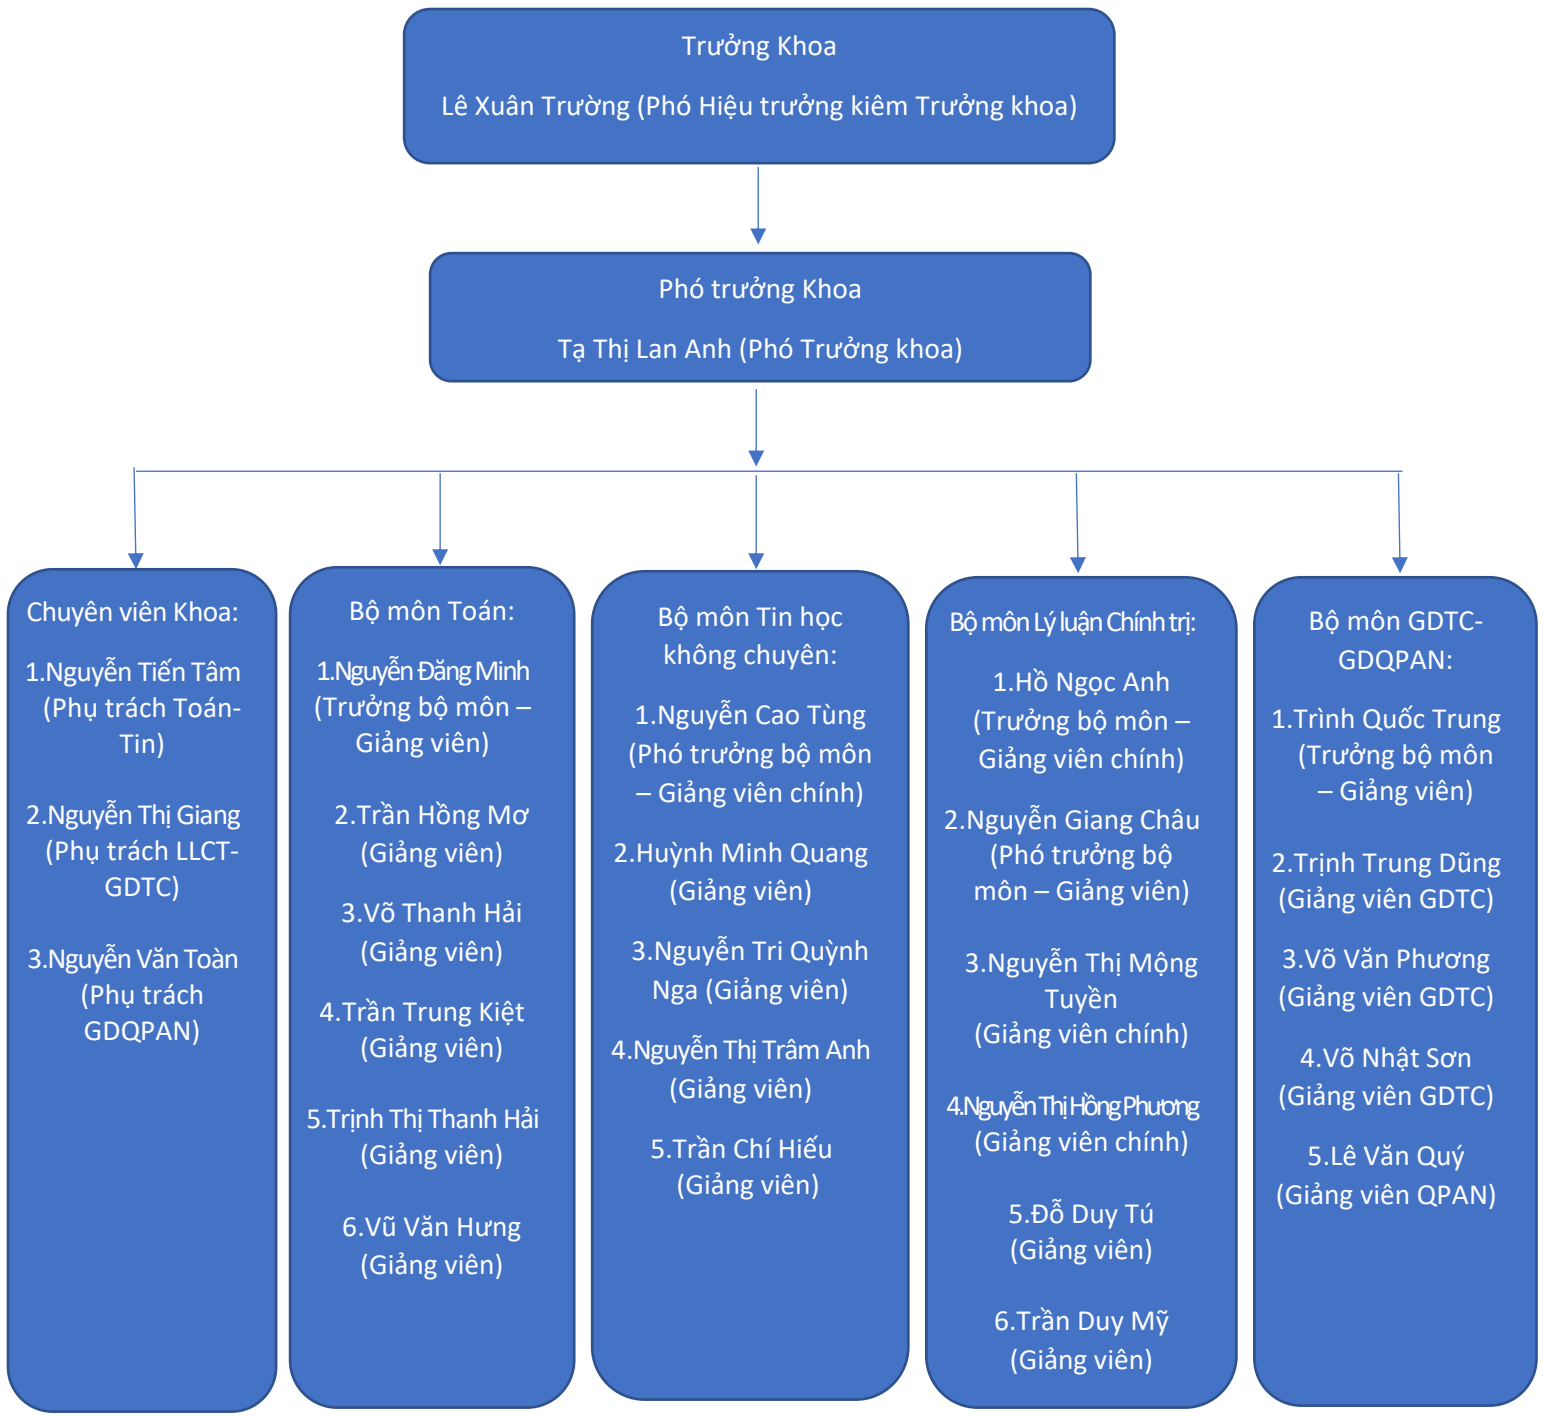 Trưởng Khoa
Lê Xuân Trường (Phó Hiệu trưởng kiêm Trưởng khoa)
Phó trưởng Khoa
Tạ Thị Lan Anh (Phó Trưởng khoa)
Chuyên viên Khoa:
1.Nguyễn Tiến Tâm
(Phụ trách Toán-
Tin)
2.Nguyễn Thị Giang
(Phụ trách LLCT-
GDTC)
3.Nguyễn Văn Toàn
(Phụ trách
GDQPAN)
Bộ môn Toán:
1.Nguyễn Đăng Minh
(Trưởng bộ môn –
Giảng viên)
2.Trần Hồng Mơ
(Giảng viên)
3.Võ Thanh Hải
(Giảng viên)
4.Trần Trung Kiệt
(Giảng viên)
5.Trịnh Thị Thanh Hải
(Giảng viên)
6.Vũ Văn Hưng
(Giảng viên)
Bộ môn Tin học
không chuyên:
1.Nguyễn Cao Tùng
(Phó trưởng bộ môn
– Giảng viên chính)
2.Huỳnh Minh Quang
(Giảng viên)
3.Nguyễn Tri Quỳnh
Nga (Giảng viên)
4.Nguyễn Thị Trâm Anh
(Giảng viên)
5.Trần Chí Hiếu
(Giảng viên)
Bộ môn Lý luận Chính trị:
1.Hồ Ngọc Anh
(Trưởng bộ môn –
Giảng viên chính)
2.Nguyễn Giang Châu
(Phó trưởng bộ
môn – Giảng viên)
3.Nguyễn Thị Mộng
Tuyền
(Giảng viên chính)
4.Nguyễn Thị Hồng Phương
(Giảng viên chính)
5.Đỗ Duy Tú
(Giảng viên)
6.Trần Duy Mỹ
(Giảng viên)
Bộ môn GDTC-
GDQPAN:
1.Trình Quốc Trung
(Trưởng bộ môn
– Giảng viên)
2.Trịnh Trung Dũng
(Giảng viên GDTC)
3.Võ Văn Phương
(Giảng viên GDTC)
4.Võ Nhật Sơn
(Giảng viên GDTC)
5.Lê Văn Quý
(Giảng viên QPAN)